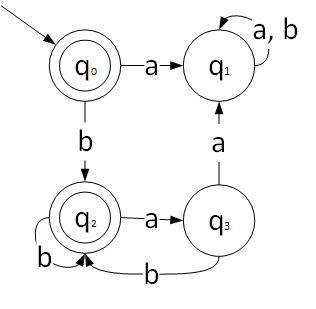 a, b
q₀ a q₁
b a
q₂ a q₃
b
b